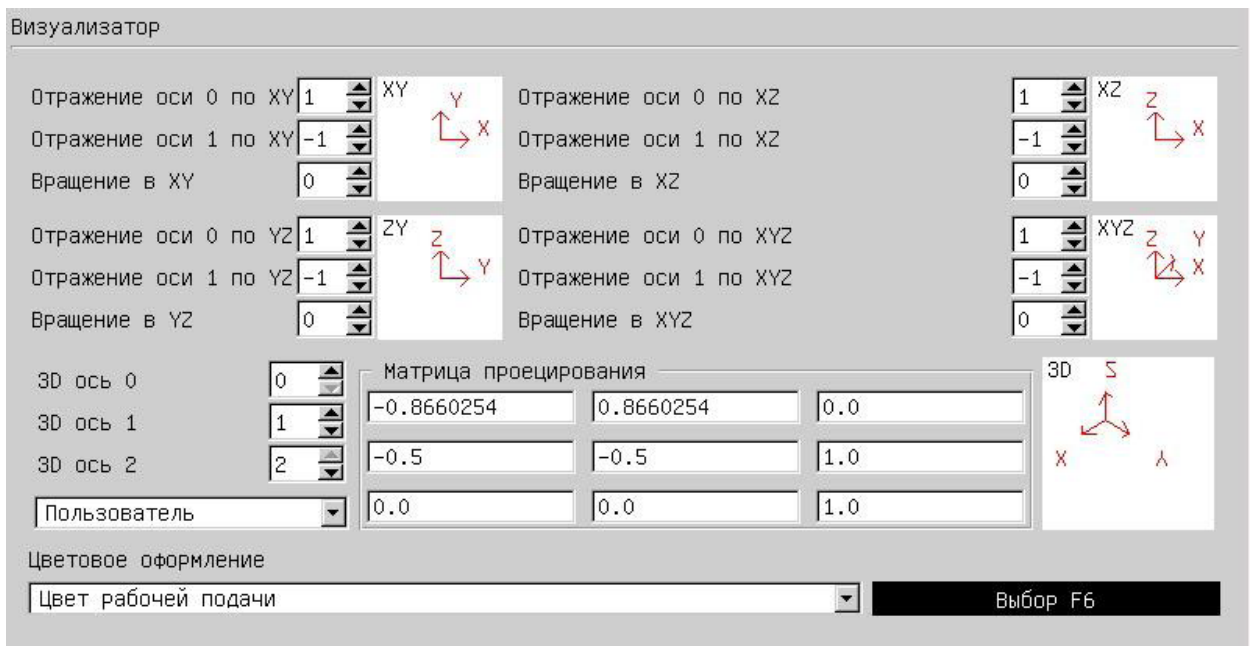 Визуализатор
Отражение оси 0 по XY 1 XY Y X
Отражение оси 1 по XY -1
Вращение в XY 0
Отражение оси 0 по XZ 1 XZ Z X
Отражение оси 1 по XZ -1
Вращение в XZ 0
Отражение оси 0 по YZ 1 ZY Z Y
Отражение оси 1 по YZ -1
Вращение в YZ 0
Отражение оси 0 по XYZ 1 XYZ Z Y X
Отражение оси 1 по XYZ -1
Вращение в XYZ 0
3D ось 0 0
3D ось 1 1
3D ось 2 2
Пользователь
Матрица проецирования
-0.8660254 0.8660254 0.0
-0.5 -0.5 1.0
0.0 0.0 1.0
3D Z X Y
Цветовое оформление
Цвет рабочей подачи Выбор F6